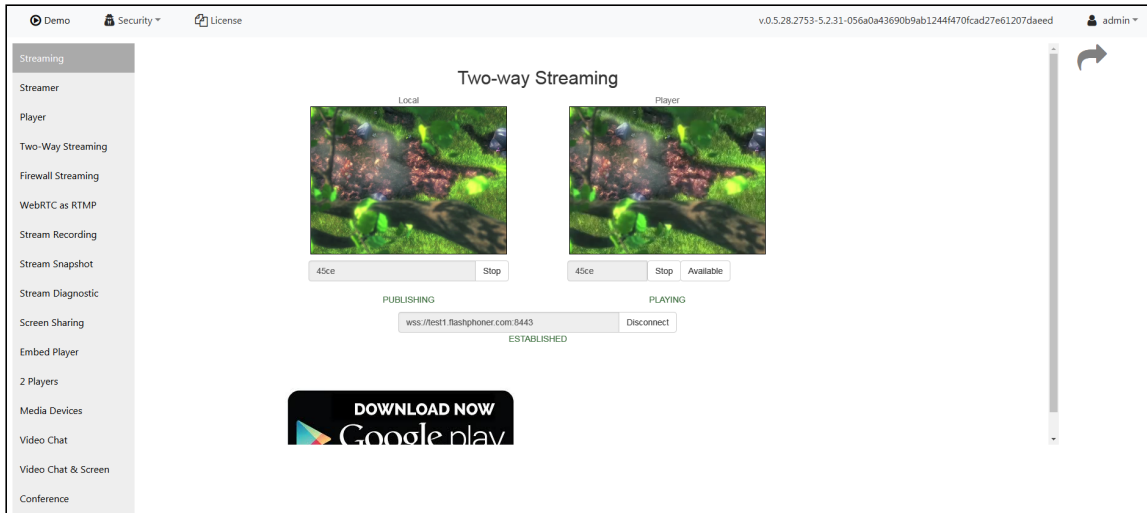 Demo Security License v.0.5.28.2753-5.2.31-056a0a43690b9ab1244f470fcad27e61207daeed admin
Streaming
Streamer
Player
Two-Way Streaming
Firewall Streaming
WebRTC as RTMP
Stream Recording
Stream Snapshot
Stream Diagnostic
Screen Sharing
Embed Player
2 Players
Media Devices
Video Chat
Video Chat & Screen
Conference
Two-way Streaming
Local Player
45ce Stop 45ce Stop Available
PUBLISHING PLAYING
wss://test1.flashphoner.com:8443 Disconnect
ESTABLISHED
DOWNLOAD NOW
Google play